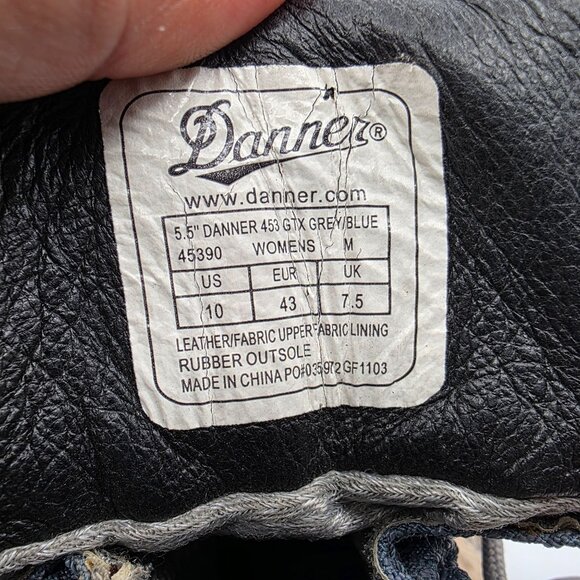 Danner®
www.danner.com
5.5" DANNER 453 GTX GREY/BLUE
45390 WOMENS M
US EUR UK
10 43 7.5
LEATHER/FABRIC UPPER FABRIC LINING
RUBBER OUTSOLE
MADE IN CHINA PO#035972 GF1103